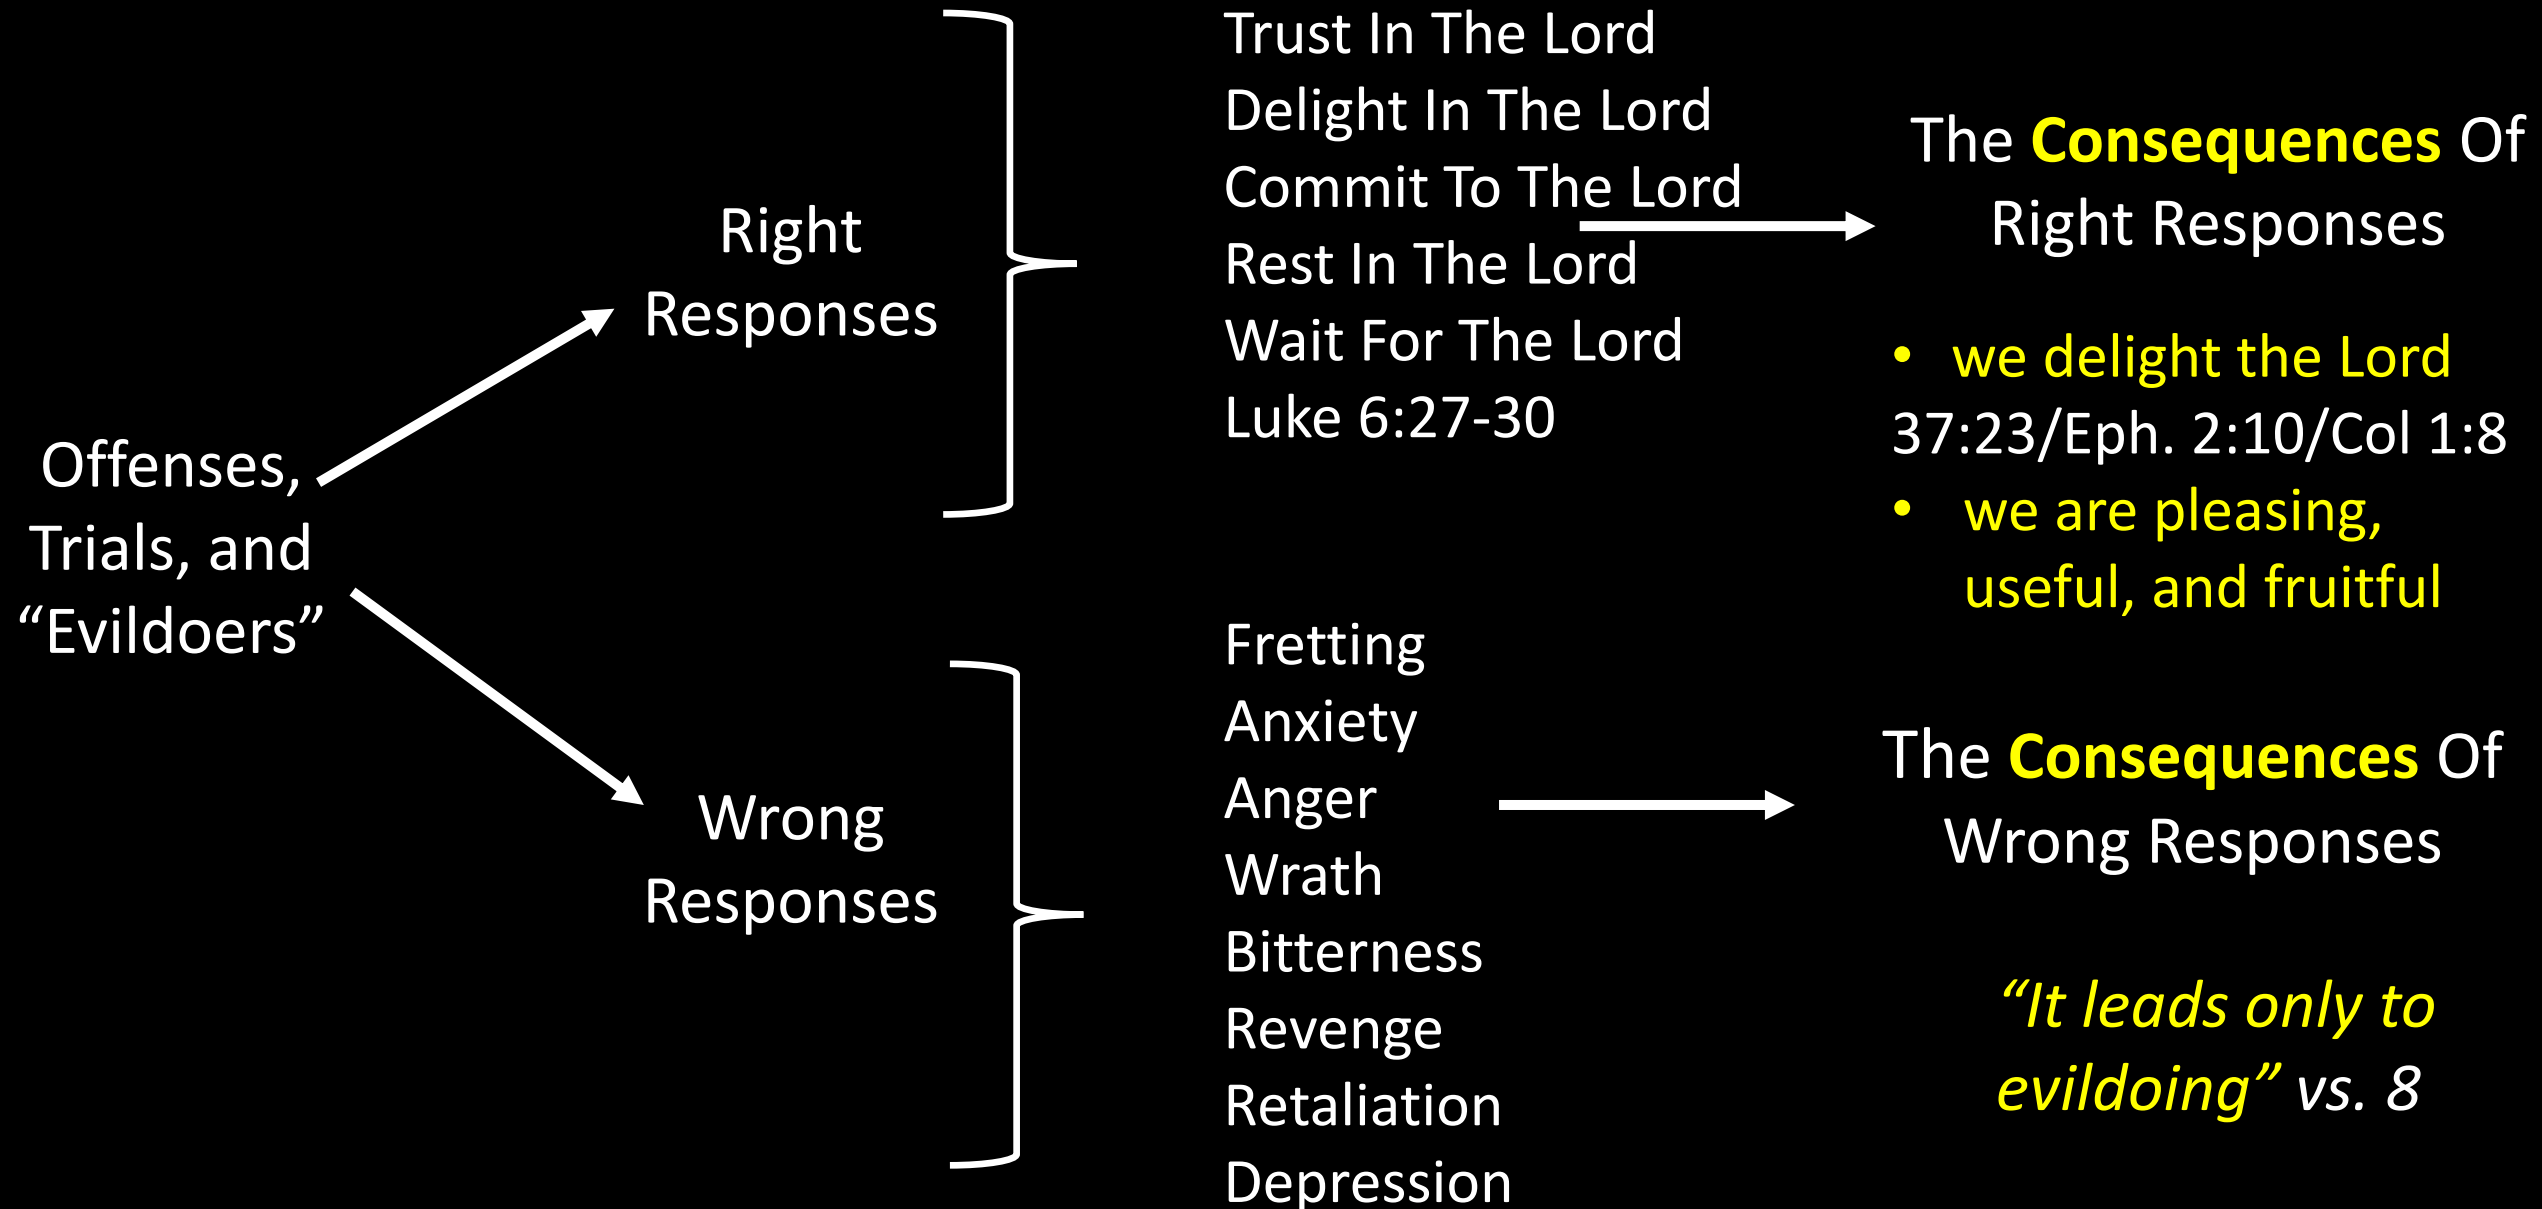 Offenses,
Trials, and
“Evildoers”
Right
Responses
Trust In The Lord
Delight In The Lord
Commit To The Lord
Rest In The Lord
Wait For The Lord
Luke 6:27-30
The Consequences Of
Right Responses
• we delight the Lord
37:23/Eph. 2:10/Col 1:8
• we are pleasing,
useful, and fruitful
Wrong
Responses
Fretting
Anxiety
Anger
Wrath
Bitterness
Revenge
Retaliation
Depression
The Consequences Of
Wrong Responses
“It leads only to
evildoing” vs. 8